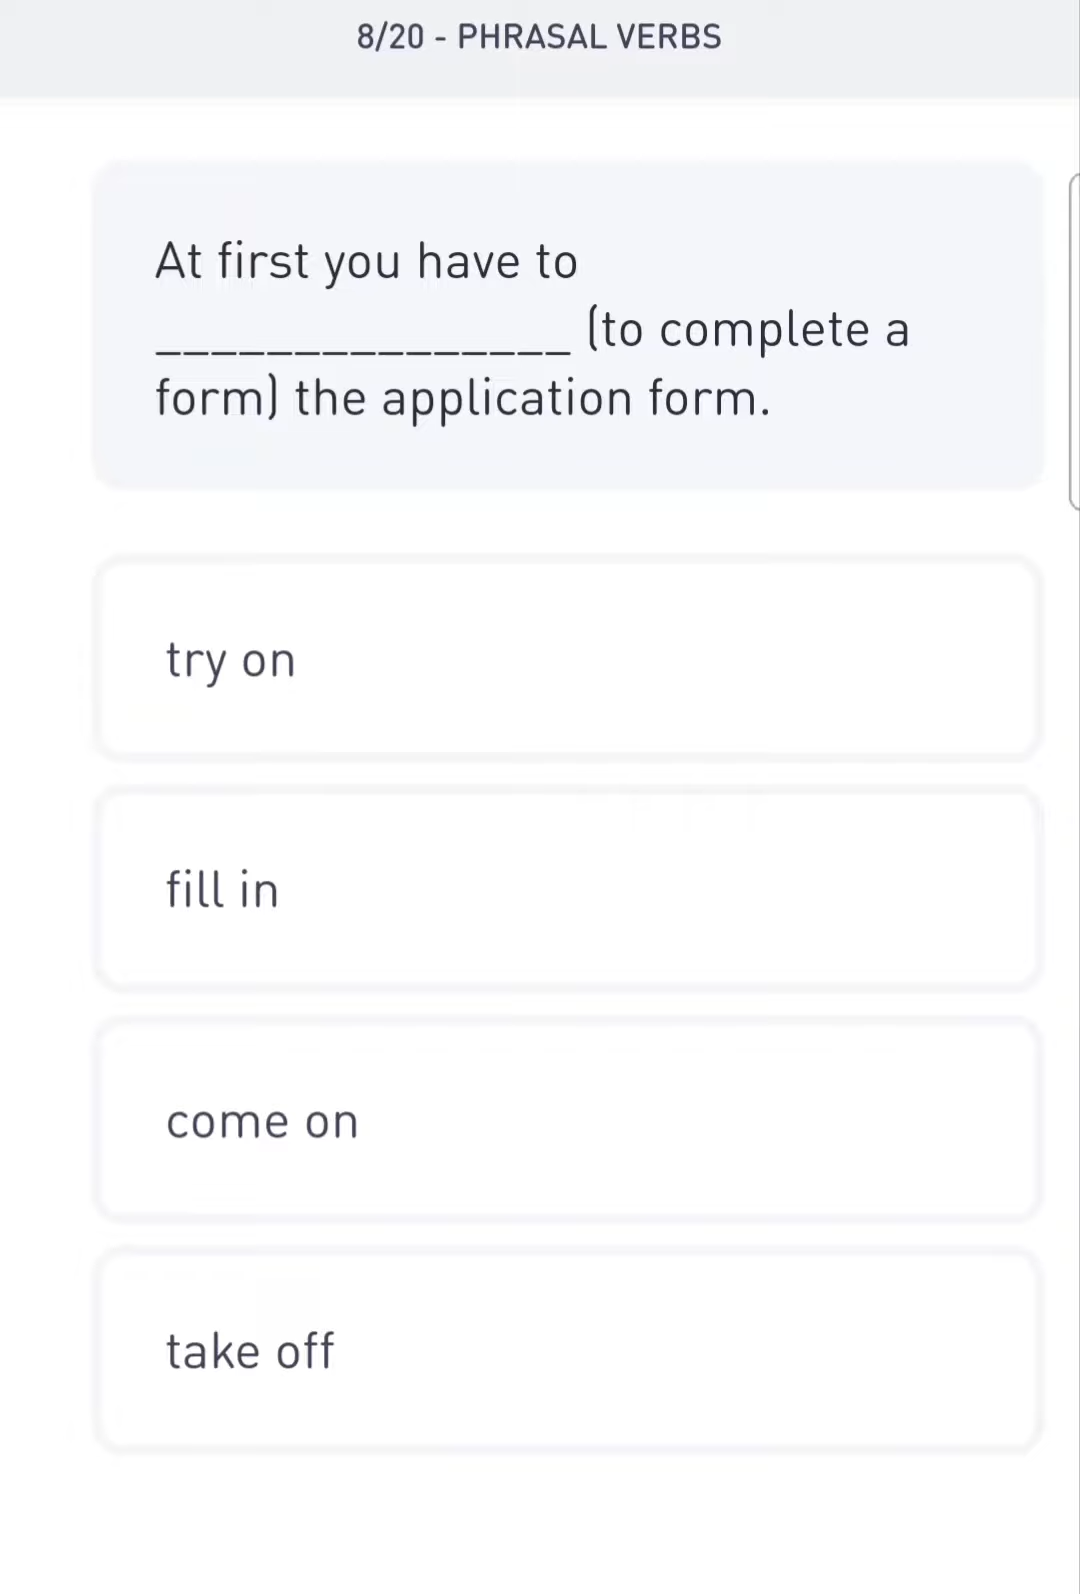 8/20 - PHRASAL VERBS
At first you have to
_______________ (to complete a
form) the application form.
try on
fill in
come on
take off